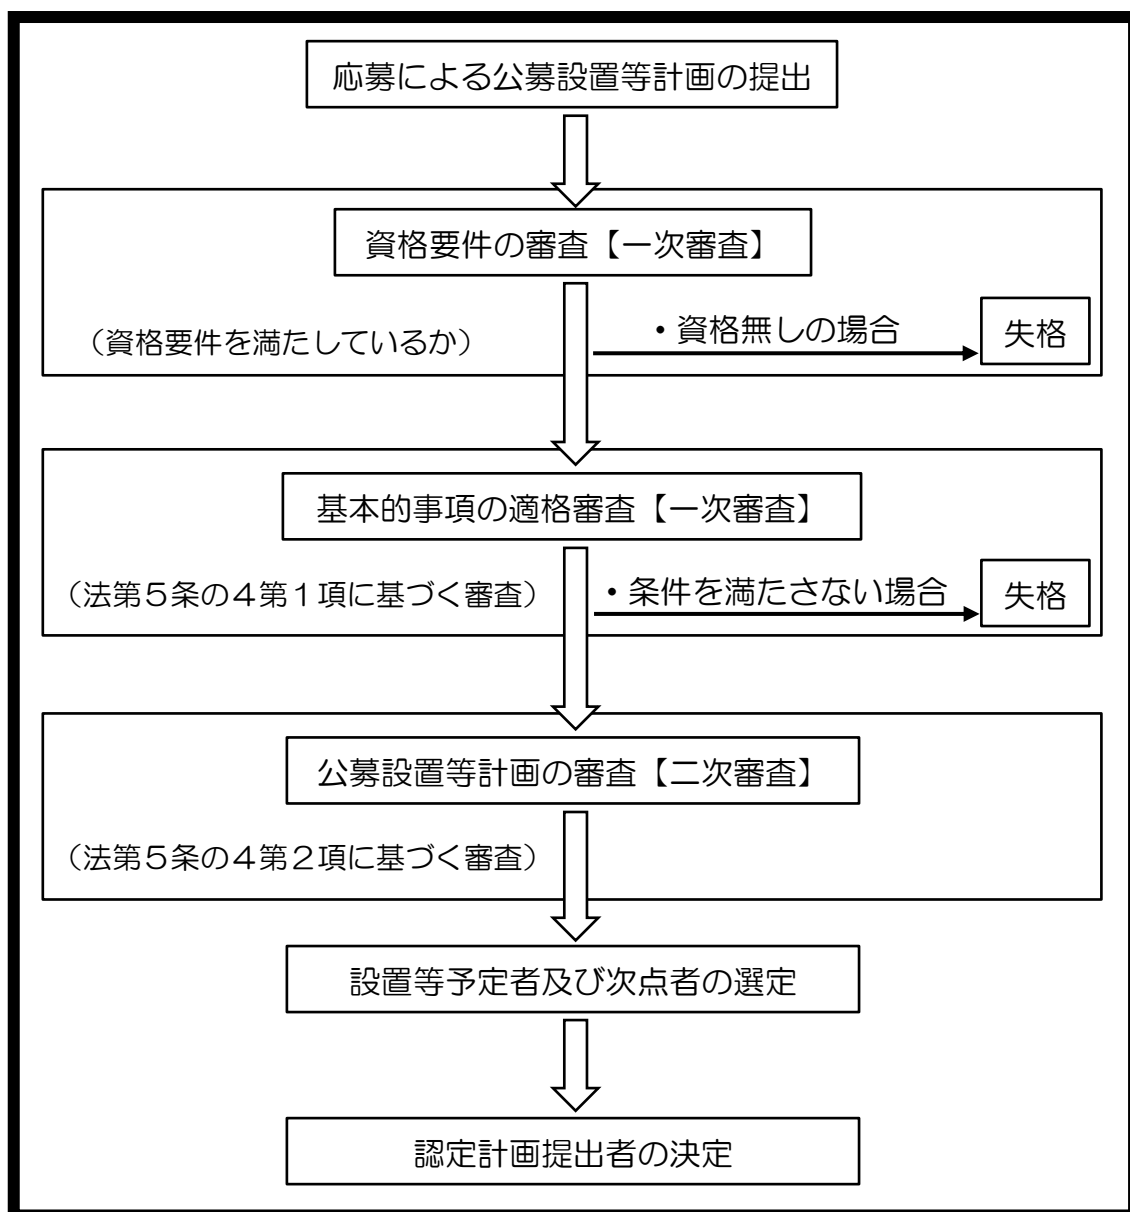 応募による公募設置等計画の提出
資格要件の審査【一次審査】
（資格要件を満たしているか）
・資格無しの場合
失格
基本的事項の適格審査【一次審査】
（法第５条の４第１項に基づく審査）
・条件を満たさない場合
失格
公募設置等計画の審査【二次審査】
（法第５条の４第２項に基づく審査）
設置等予定者及び次点者の選定
認定計画提出者の決定